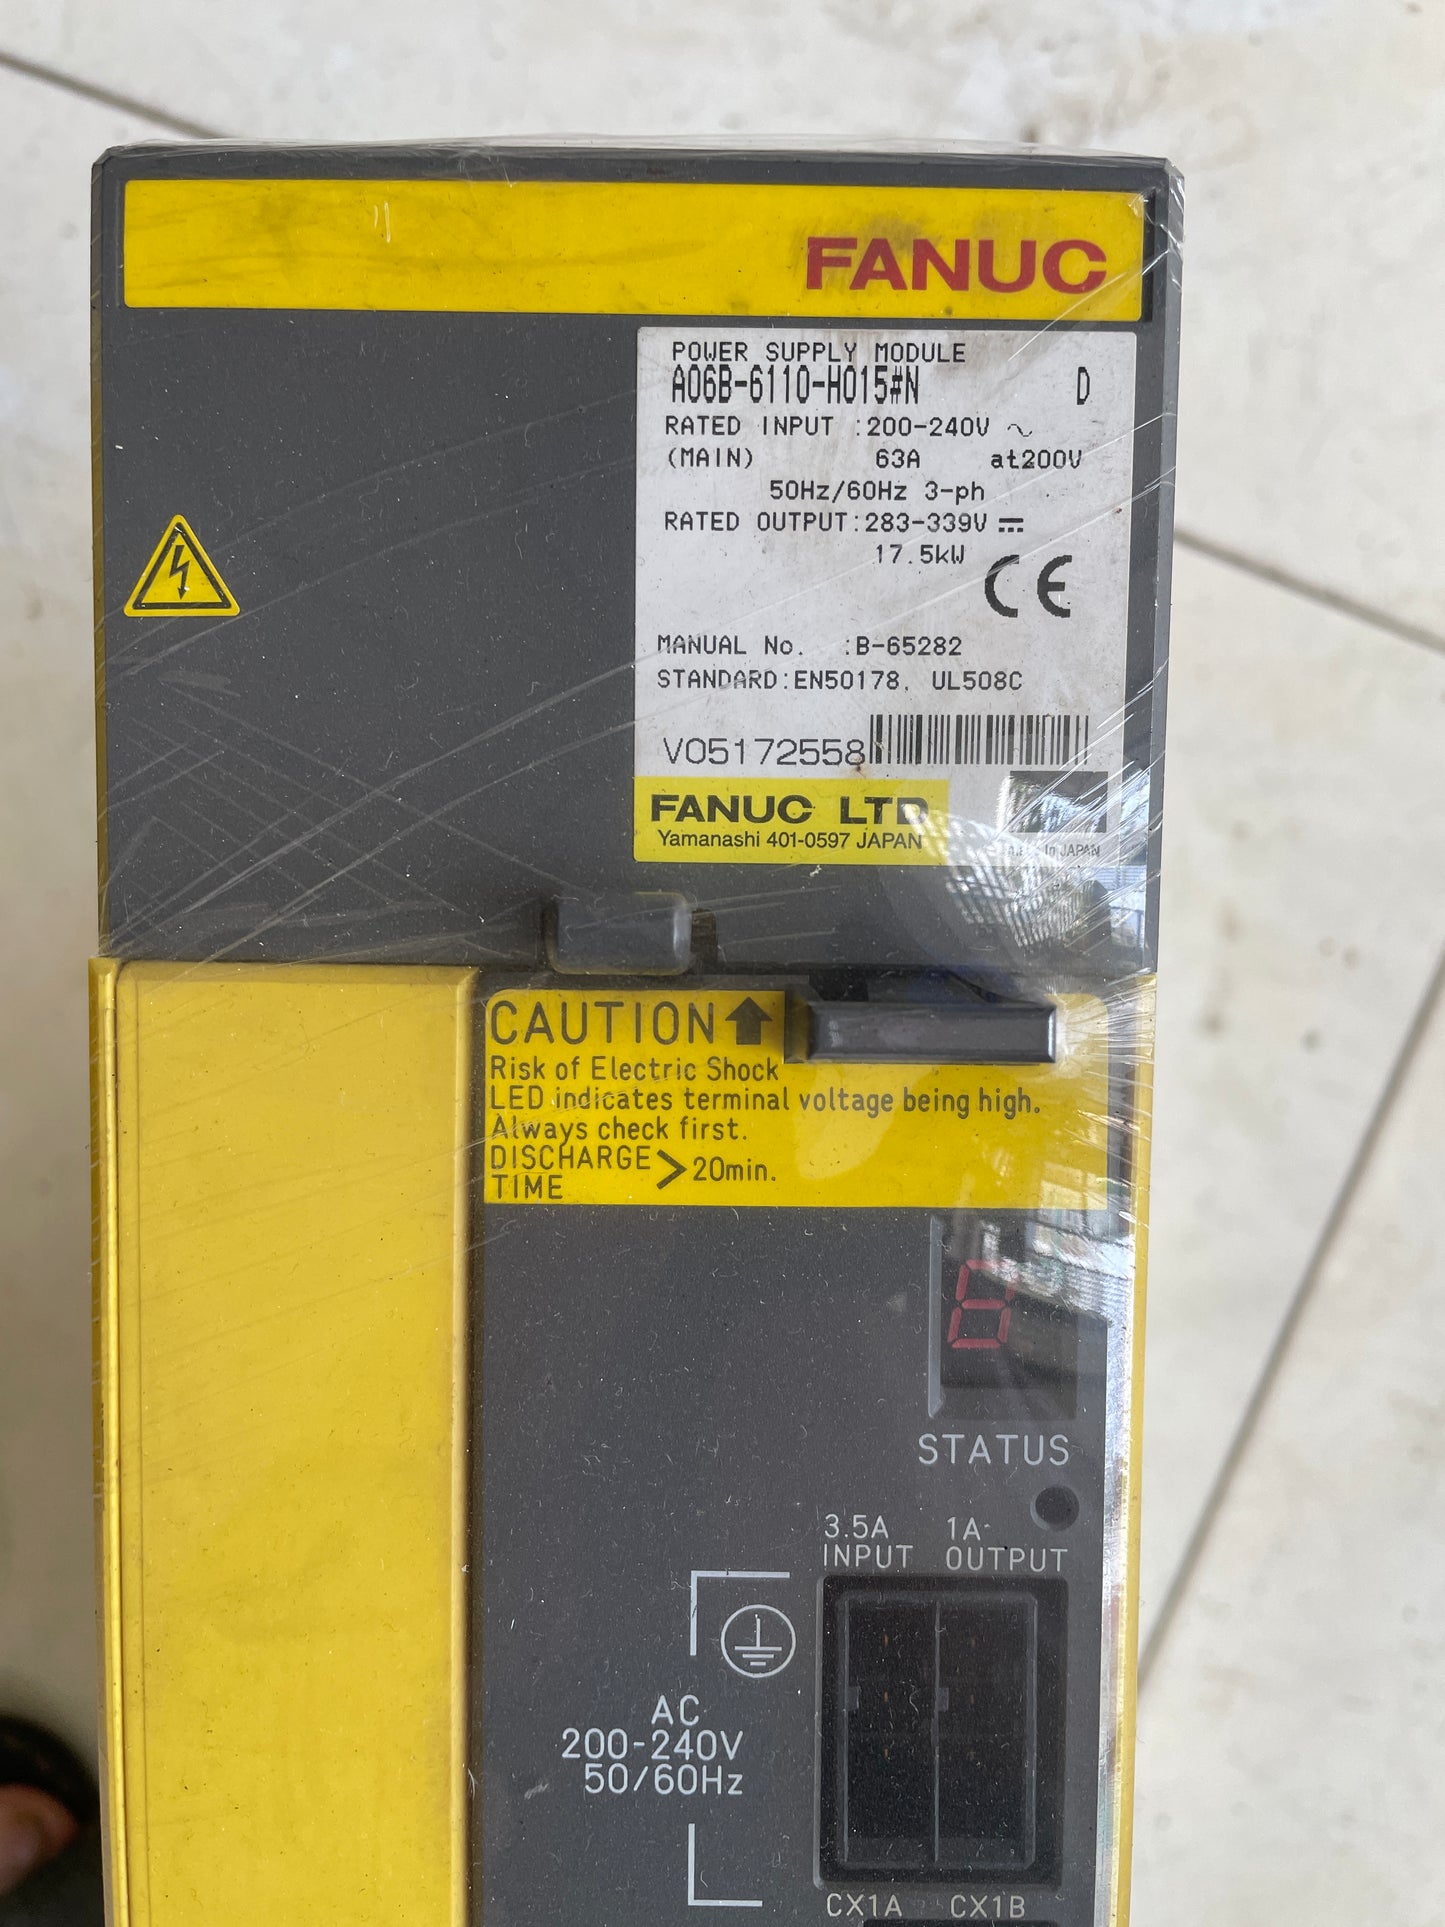 FANUC
POWER SUPPLY MODULE
A06B-6110-H015#N D
RATED INPUT :200-240V ~
(MAIN) 63A at200V
50Hz/60Hz 3-ph
RATED OUTPUT:283-339V ⎓
17.5kW
CE
MANUAL No. :B-65282
STANDARD:EN50178, UL508C
V05172558
FANUC LTD
Yamanashi 401-0597 JAPAN
In JAPAN
CAUTION ↑
Risk of Electric Shock
LED indicates terminal voltage being high.
Always check first.
DISCHARGE TIME > 20min.
STATUS
3.5A INPUT
1A OUTPUT
AC
200-240V
50/60Hz
CX1A CX1B